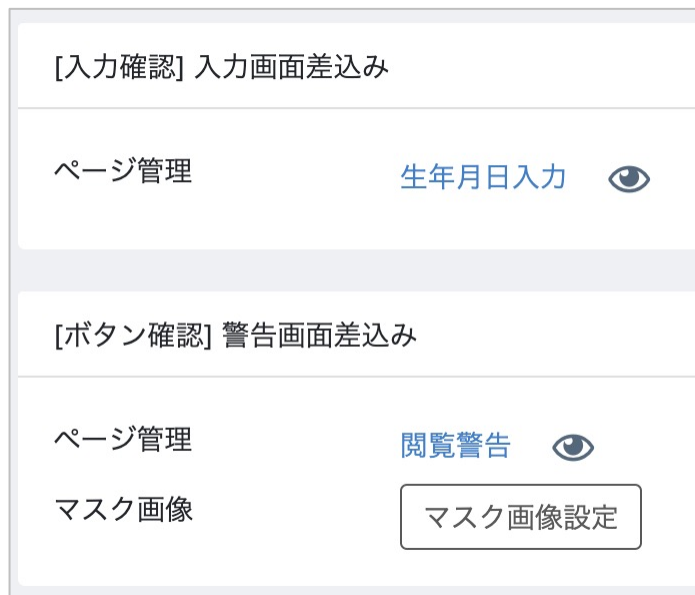 [入力確認] 入力画面差込み
ページ管理
生年月日入力
[ボタン確認] 警告画面差込み
ページ管理
閲覧警告
マスク画像
マスク画像設定